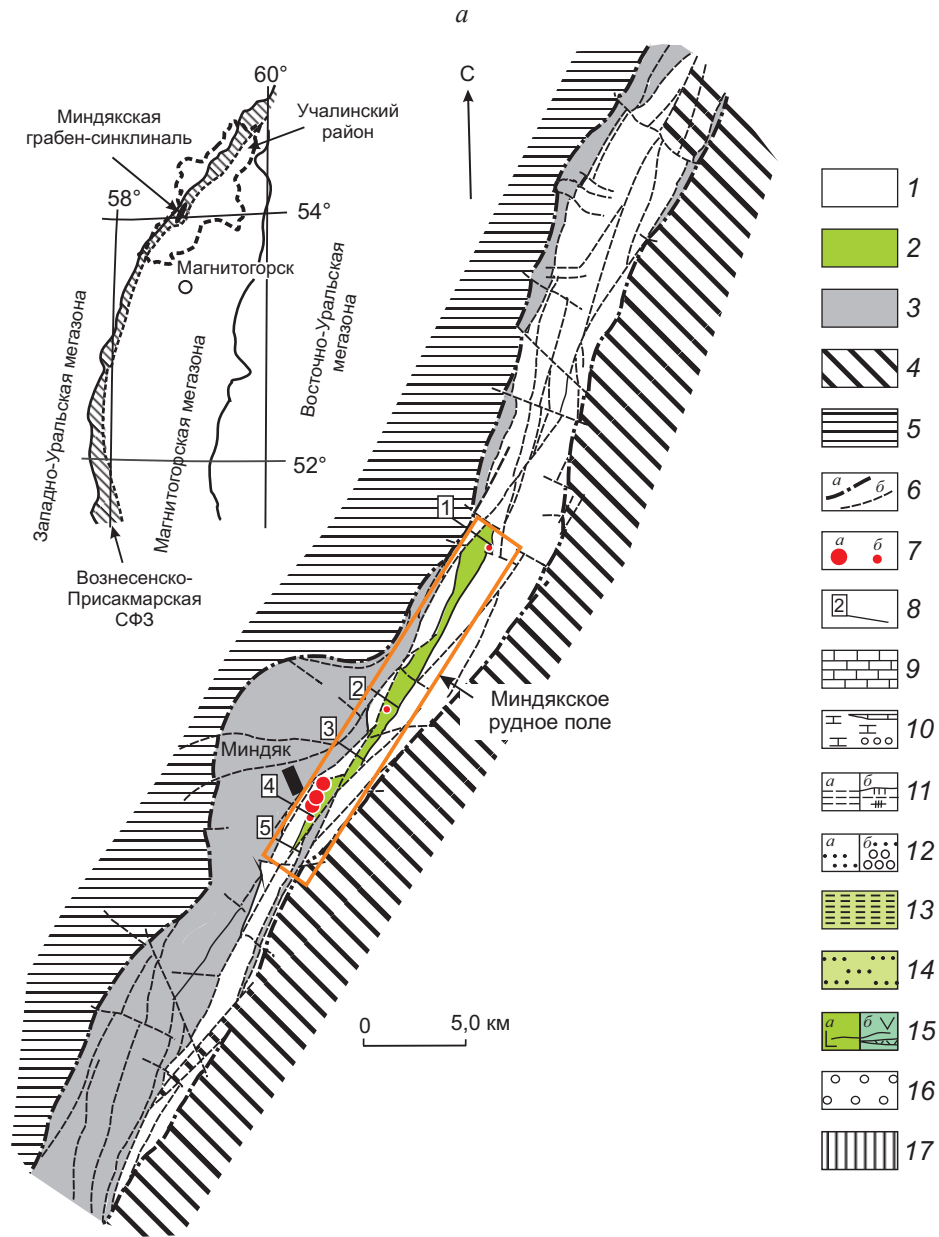 а
60°
С
Миндякская
грабен-синклиналь
Учалинский
район
58°
54°
Магнитогорск
Западно-Уральская мегазона
Магнитогорская мегазона
Восточно-Уральская
мегазона
52°
Вознесенско-
Присакмарская
СФЗ
1
2
3
4
5
Миндяк
Миндякское
рудное поле
0 5,0 км
1
2
3
4
5
а б 6
а б 7
2 8
9
10
а б 11
а б 12
13
14
а б 15
16
17